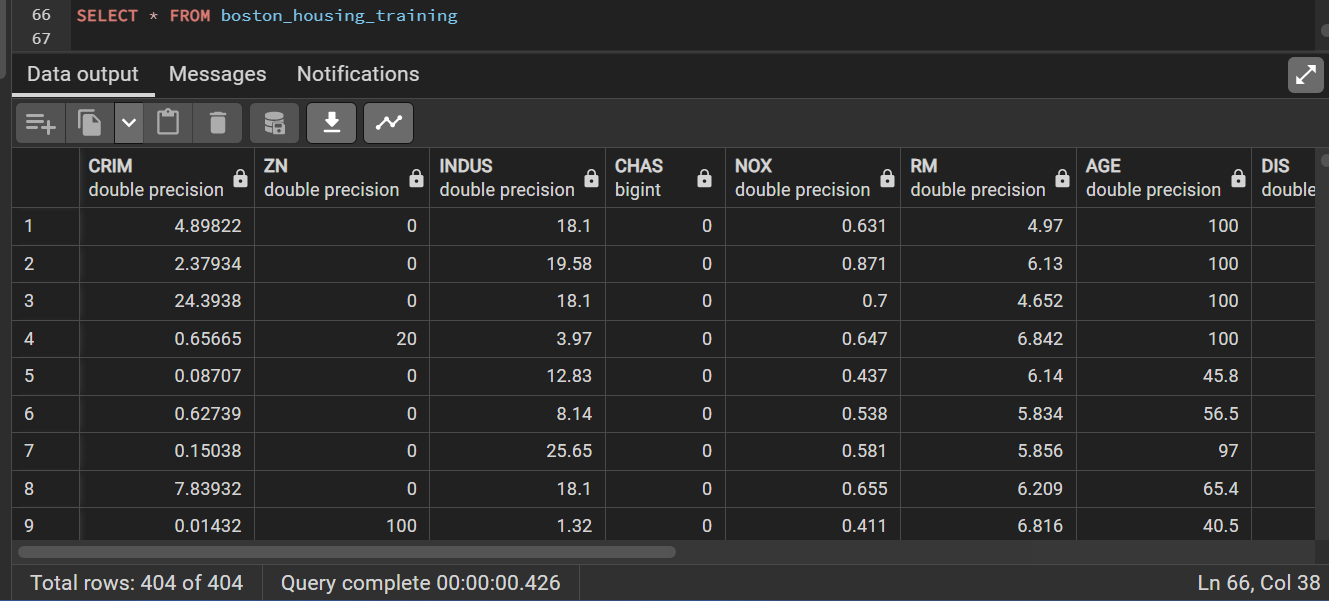 66 SELECT * FROM boston_housing_training
67
Data output Messages Notifications
CRIM ZN INDUS CHAS NOX RM AGE DIS
double precision double precision double precision bigint double precision double precision double precision double
1 4.89822 0 18.1 0 0.631 4.97 100
2 2.37934 0 19.58 0 0.871 6.13 100
3 24.3938 0 18.1 0 0.7 4.652 100
4 0.65665 20 3.97 0 0.647 6.842 100
5 0.08707 0 12.83 0 0.437 6.14 45.8
6 0.62739 0 8.14 0 0.538 5.834 56.5
7 0.15038 0 25.65 0 0.581 5.856 97
8 7.83932 0 18.1 0 0.655 6.209 65.4
9 0.01432 100 1.32 0 0.411 6.816 40.5
Total rows: 404 of 404 Query complete 00:00:00.426 Ln 66, Col 38